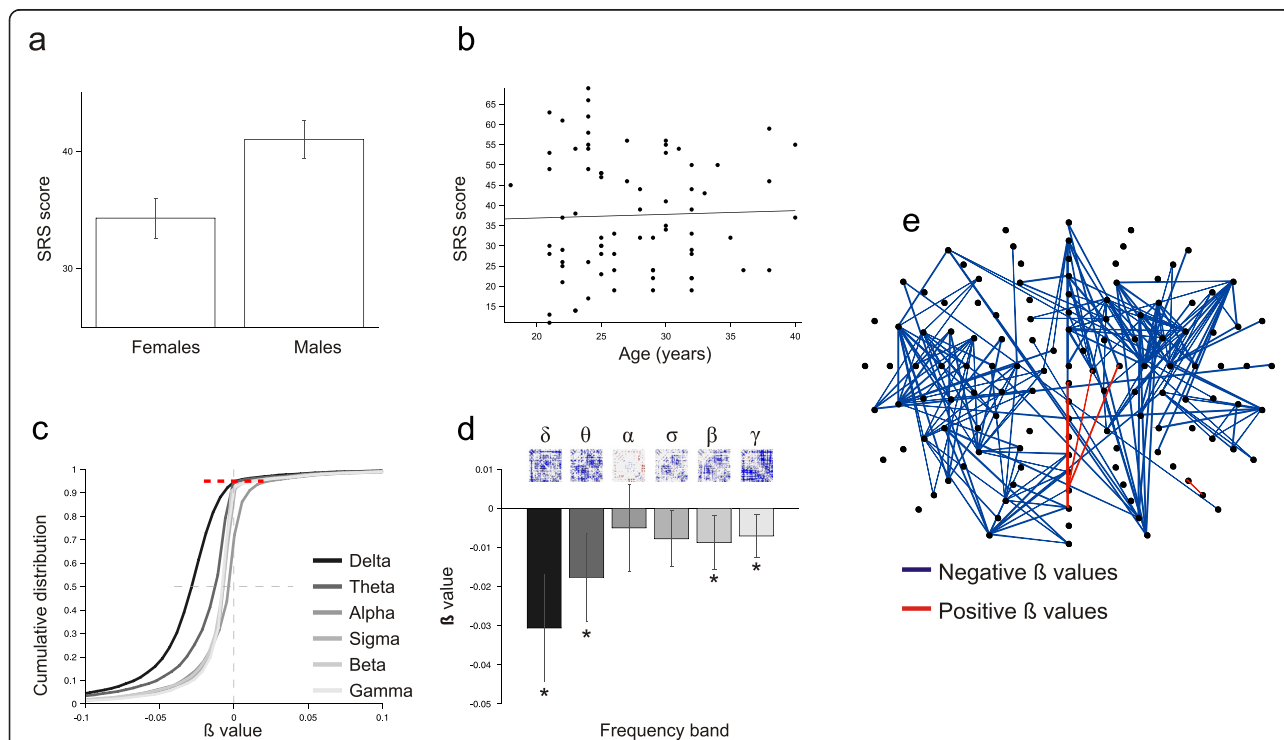 a
SRS score
40
30
Females
Males
b
SRS score
65
60
55
50
45
40
35
30
25
20
15
20
25
30
35
40
Age (years)
c
Cumulative distribution
1
0.9
0.8
0.7
0.6
0.5
0.4
0.3
0.2
0.1
0
-0.1
-0.05
0
0.05
0.1
ß value
Delta
Theta
Alpha
Sigma
Beta
Gamma
d
δ θ α σ β γ
ß value
0.01
0
-0.01
-0.02
-0.03
-0.04
-0.05
* * * *
Frequency band
e
Negative ß values
Positive ß values